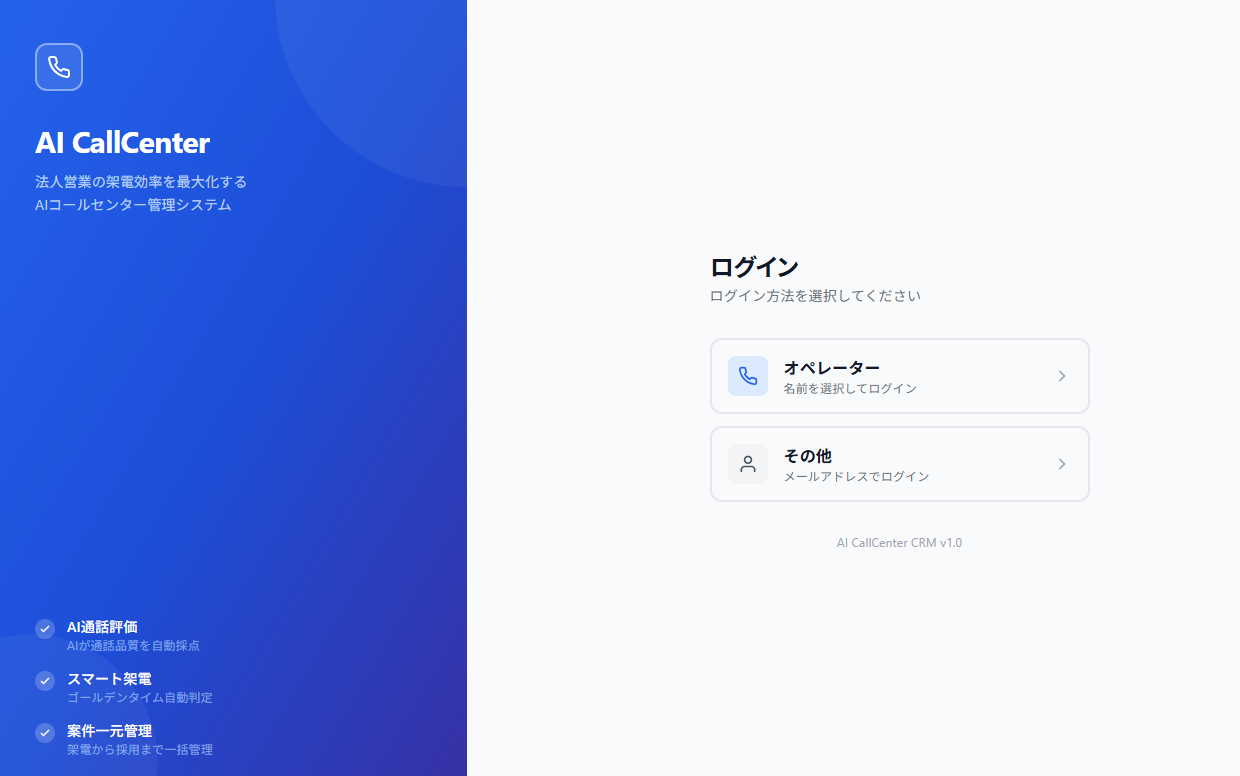 AI CallCenter
法人営業の架電効率を最大化する
AIコールセンター管理システム
AI通話評価
AIが通話品質を自動採点
スマート架電
ゴールデンタイム自動判定
案件一元管理
架電から採用まで一括管理
ログイン
ログイン方法を選択してください
オペレーター
名前を選択してログイン
その他
メールアドレスでログイン
AI CallCenter CRM v1.0